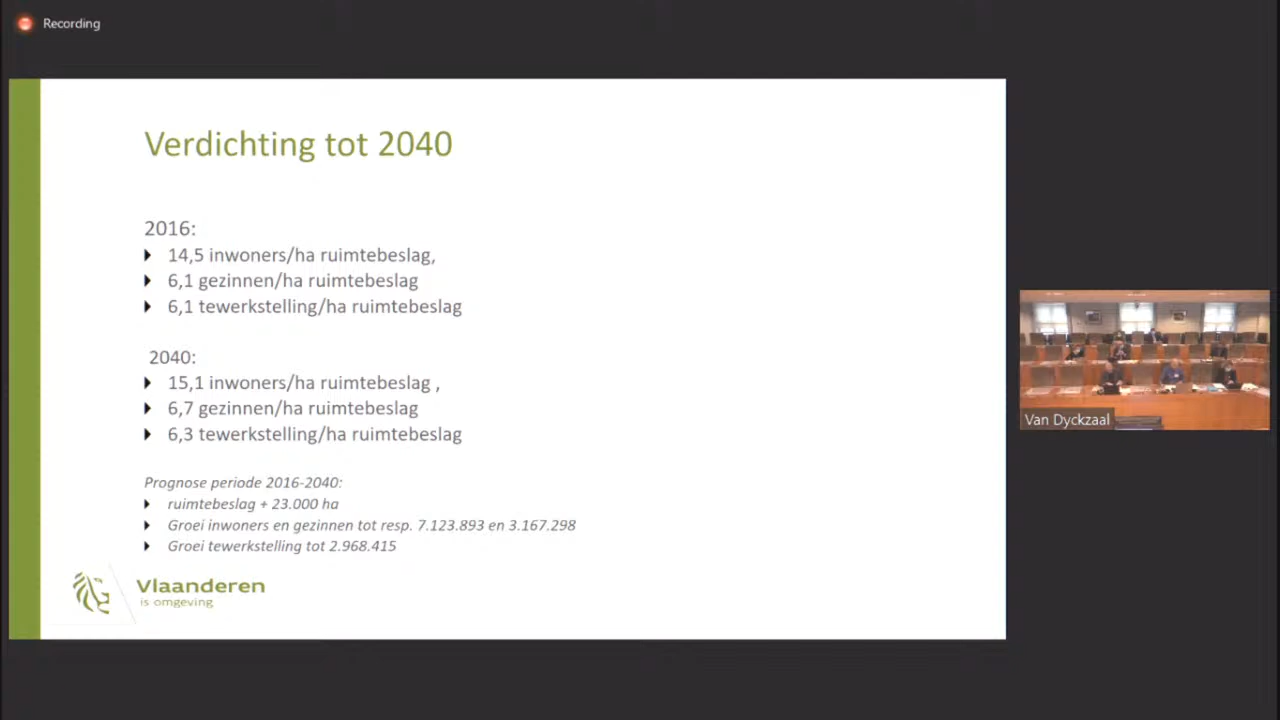 Recording
Verdichting tot 2040
2016:
14,5 inwoners/ha ruimtebeslag,
6,1 gezinnen/ha ruimtebeslag
6,1 tewerkstelling/ha ruimtebeslag
2040:
15,1 inwoners/ha ruimtebeslag ,
6,7 gezinnen/ha ruimtebeslag
6,3 tewerkstelling/ha ruimtebeslag
Prognose periode 2016-2040:
ruimtebeslag + 23.000 ha
Groei inwoners en gezinnen tot resp. 7.123.893 en 3.167.298
Groei tewerkstelling tot 2.968.415
Vlaanderen
is omgeving
Van Dyckzaal